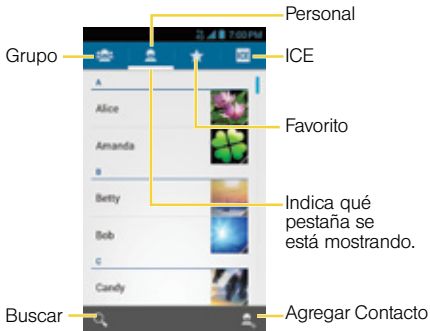 Personal
7:00 PM
Grupo
ICE
ICE
A
Alice
Favorito
Amanda
B
Betty
Indica qué
pestaña se
está mostrando.
Bob
C
Candy
Buscar
Agregar Contacto